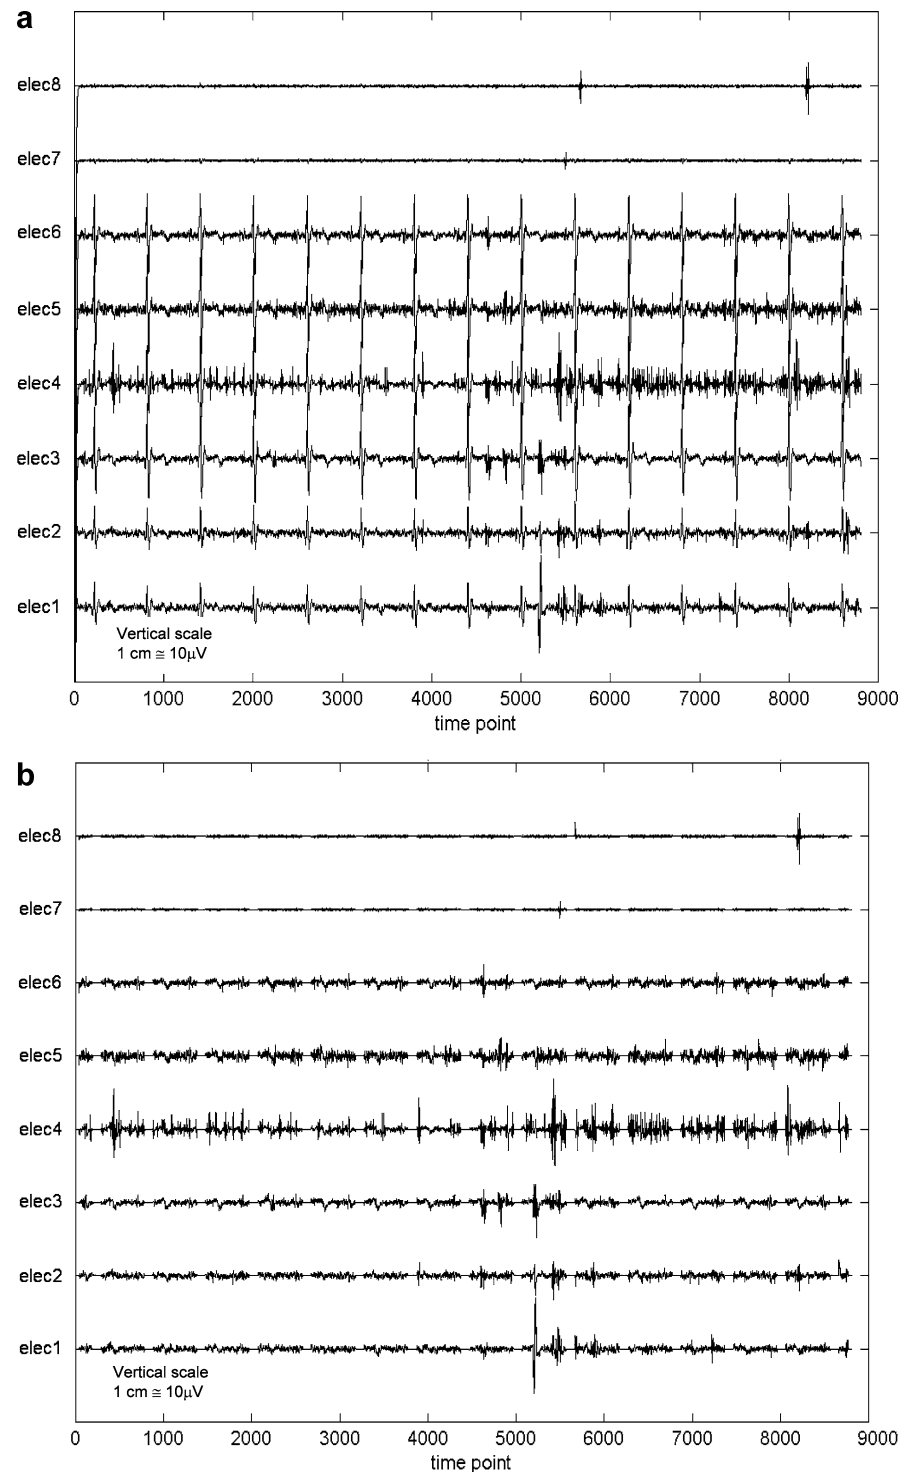 a
elec8
elec7
elec6
elec5
elec4
elec3
elec2
elec1
Vertical scale
1 cm ≅ 10μV
0 1000 2000 3000 4000 5000 6000 7000 8000 9000
time point
b
elec8
elec7
elec6
elec5
elec4
elec3
elec2
elec1
Vertical scale
1 cm ≅ 10μV
0 1000 2000 3000 4000 5000 6000 7000 8000 9000
time point